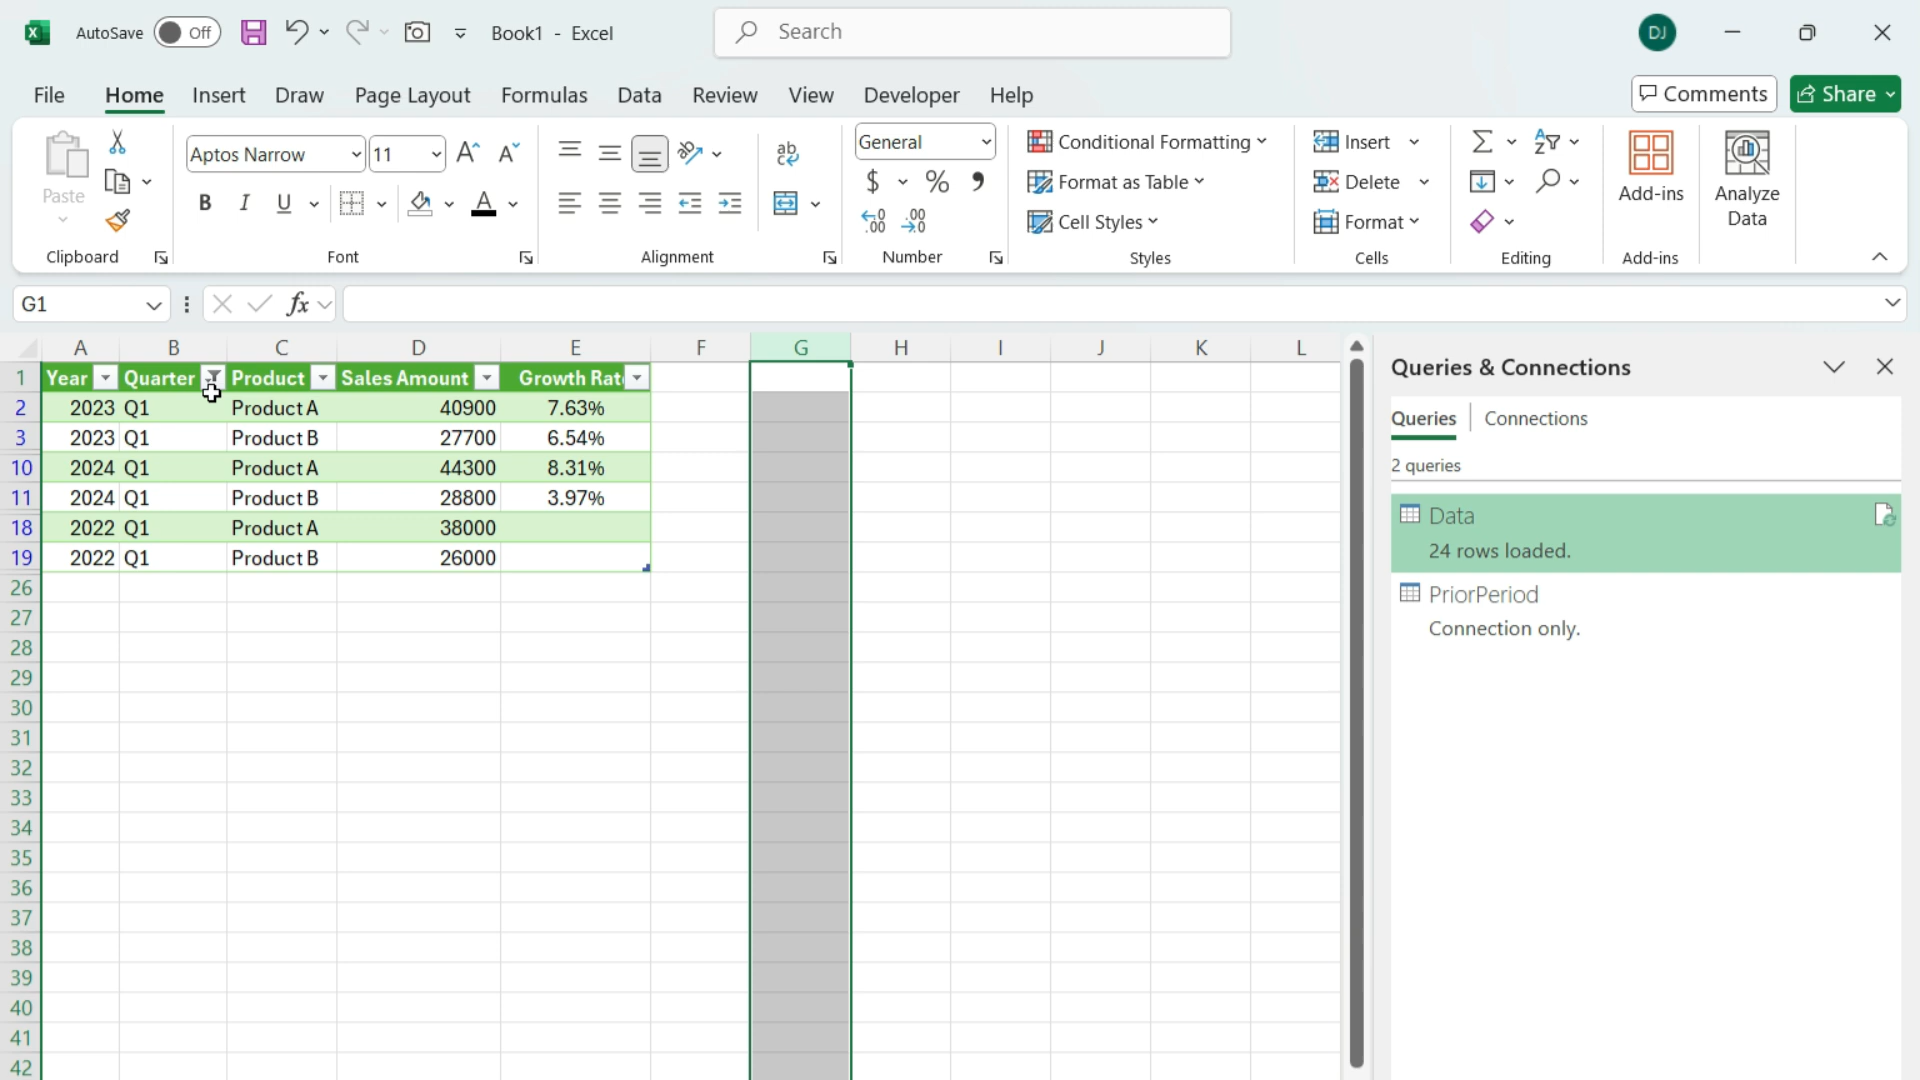 AutoSave Off Book1 - Excel Search DJ
File Home Insert Draw Page Layout Formulas Data Review View Developer Help Comments Share
Paste
Clipboard
Aptos Narrow 11
B I U A
Font
ab
Alignment
General
$ % ,
Number
Conditional Formatting
Format as Table
Cell Styles
Styles
Insert
Delete
Format
Cells
Editing
Add-ins
Add-ins
Analyze
Data
G1 fx
A B C D E F G H I J K L
1 Year Quarter Product Sales Amount Growth Rat
2 2023 Q1 Product A 40900 7.63%
3 2023 Q1 Product B 27700 6.54%
10 2024 Q1 Product A 44300 8.31%
11 2024 Q1 Product B 28800 3.97%
18 2022 Q1 Product A 38000
19 2022 Q1 Product B 26000
26
27
28
29
30
31
32
33
34
35
36
37
38
39
40
41
42
Queries & Connections
Queries Connections
2 queries
Data
24 rows loaded.
PriorPeriod
Connection only.